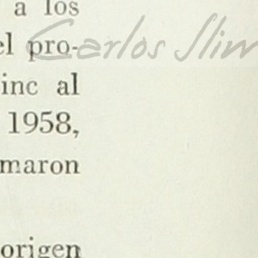 a los
el pro-
Carlos Slim
inc al
1958,
maron
origen